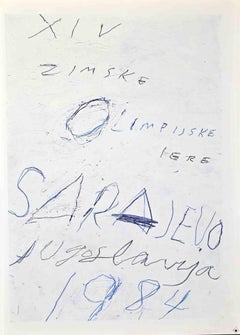 XIV
ZIMSKE
OLIMPIJSKE
IGRE
SARAJEVO
Jugoslavija
1984